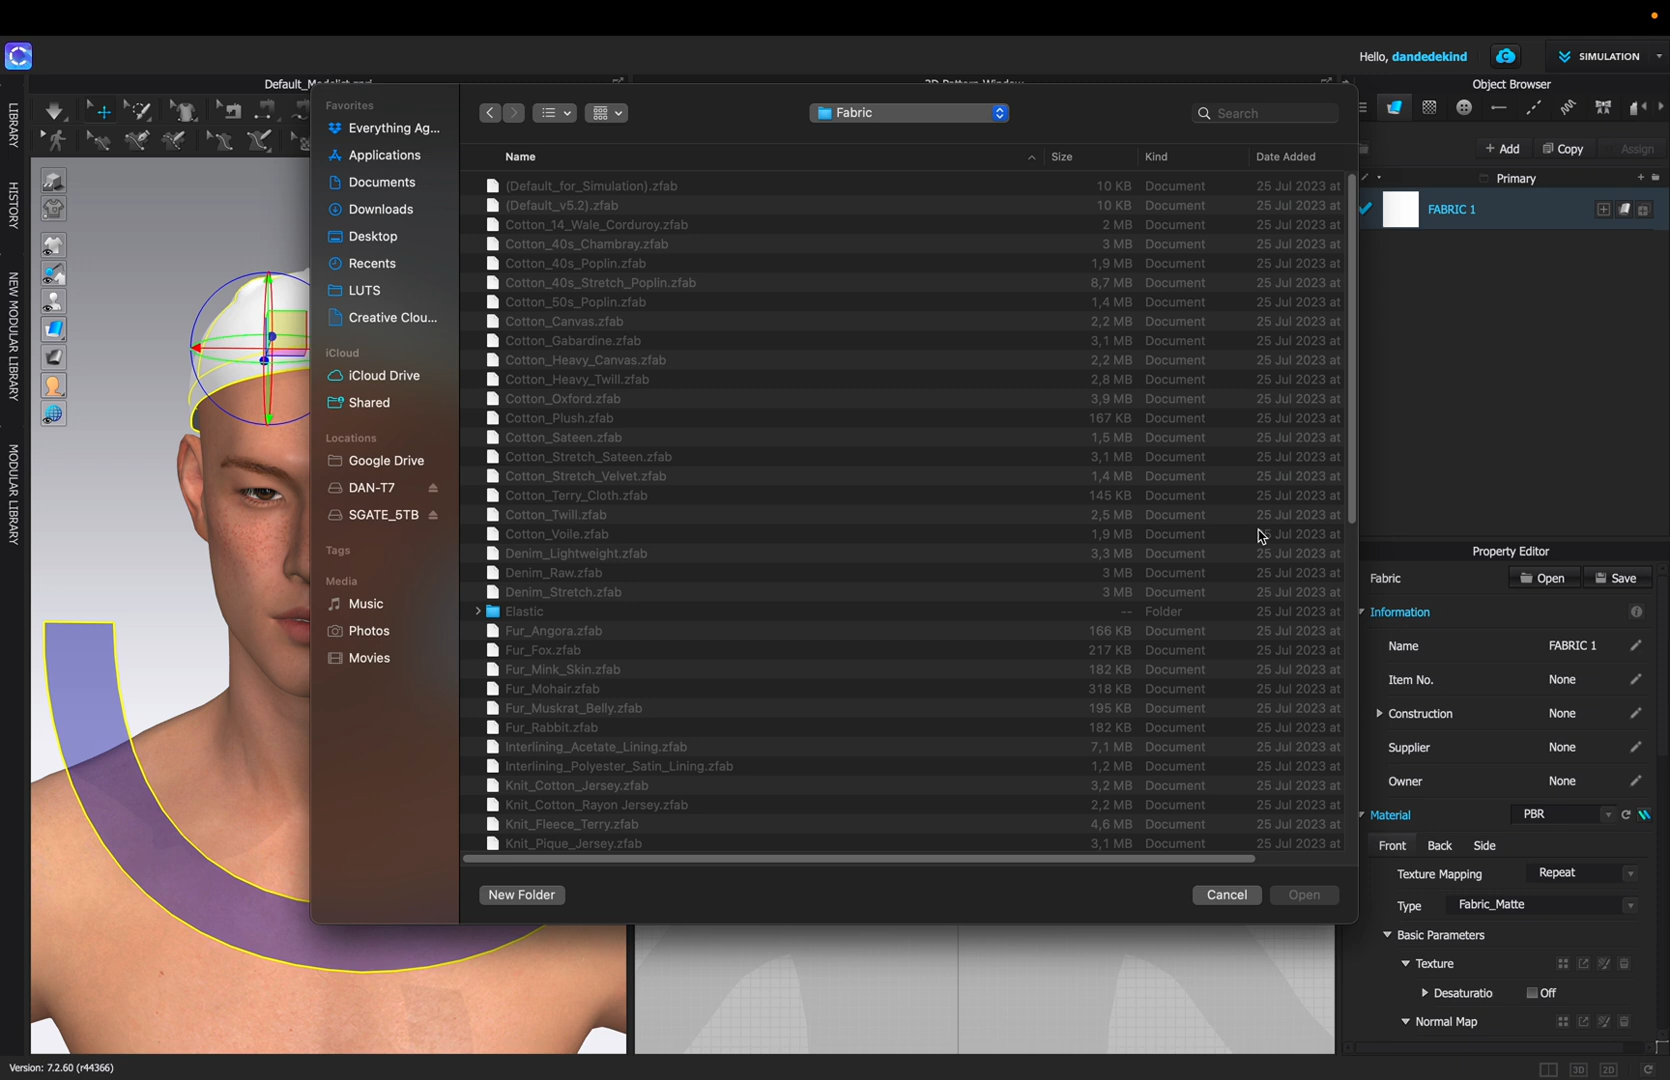 Hello, dandedekind
SIMULATION
Object Browser
LIBRARY
HISTORY
NEW MODULAR LIBRARY
MODULAR LIBRARY
Favorites
Everything Ag...
Applications
Documents
Downloads
Desktop
Recents
LUTS
Creative Clou...
iCloud
iCloud Drive
Shared
Locations
Google Drive
DAN-T7
SGATE_5TB
Tags
Media
Music
Photos
Movies
Fabric
Search
Name Size Kind Date Added
(Default_for_Simulation).zfab 10 KB Document 25 Jul 2023 at
(Default_v5.2).zfab 10 KB Document 25 Jul 2023 at
Cotton_14_Wale_Corduroy.zfab 2 MB Document 25 Jul 2023 at
Cotton_40s_Chambray.zfab 3 MB Document 25 Jul 2023 at
Cotton_40s_Poplin.zfab 1,9 MB Document 25 Jul 2023 at
Cotton_40s_Stretch_Poplin.zfab 8,7 MB Document 25 Jul 2023 at
Cotton_50s_Poplin.zfab 1,4 MB Document 25 Jul 2023 at
Cotton_Canvas.zfab 2,2 MB Document 25 Jul 2023 at
Cotton_Gabardine.zfab 3,1 MB Document 25 Jul 2023 at
Cotton_Heavy_Canvas.zfab 2,2 MB Document 25 Jul 2023 at
Cotton_Heavy_Twill.zfab 2,8 MB Document 25 Jul 2023 at
Cotton_Oxford.zfab 3,9 MB Document 25 Jul 2023 at
Cotton_Plush.zfab 167 KB Document 25 Jul 2023 at
Cotton_Sateen.zfab 1,5 MB Document 25 Jul 2023 at
Cotton_Stretch_Sateen.zfab 3,1 MB Document 25 Jul 2023 at
Cotton_Stretch_Velvet.zfab 1,4 MB Document 25 Jul 2023 at
Cotton_Terry_Cloth.zfab 145 KB Document 25 Jul 2023 at
Cotton_Twill.zfab 2,5 MB Document 25 Jul 2023 at
Cotton_Voile.zfab 1,9 MB Document 25 Jul 2023 at
Denim_Lightweight.zfab 3,3 MB Document 25 Jul 2023 at
Denim_Raw.zfab 3 MB Document 25 Jul 2023 at
Denim_Stretch.zfab 3 MB Document 25 Jul 2023 at
Elastic -- Folder 25 Jul 2023 at
Fur_Angora.zfab 166 KB Document 25 Jul 2023 at
Fur_Fox.zfab 217 KB Document 25 Jul 2023 at
Fur_Mink_Skin.zfab 182 KB Document 25 Jul 2023 at
Fur_Mohair.zfab 318 KB Document 25 Jul 2023 at
Fur_Muskrat_Belly.zfab 195 KB Document 25 Jul 2023 at
Fur_Rabbit.zfab 182 KB Document 25 Jul 2023 at
Interlining_Acetate_Lining.zfab 7,1 MB Document 25 Jul 2023 at
Interlining_Polyester_Satin_Lining.zfab 1,2 MB Document 25 Jul 2023 at
Knit_Cotton_Jersey.zfab 3,2 MB Document 25 Jul 2023 at
Knit_Cotton_Rayon Jersey.zfab 2,2 MB Document 25 Jul 2023 at
Knit_Fleece_Terry.zfab 4,6 MB Document 25 Jul 2023 at
Knit_Pique_Jersey.zfab 3,1 MB Document 25 Jul 2023 at
New Folder Cancel Open
+ Add Copy Assign
Primary
FABRIC 1
Property Editor
Fabric Open Save
Information
Name FABRIC 1
Item No. None
Construction None
Supplier None
Owner None
Material PBR
Front Back Side
Texture Mapping Repeat
Type Fabric_Matte
Basic Parameters
Texture
Desaturatio Off
Normal Map
Version: 7.2.60 (r44366)
3D 2D